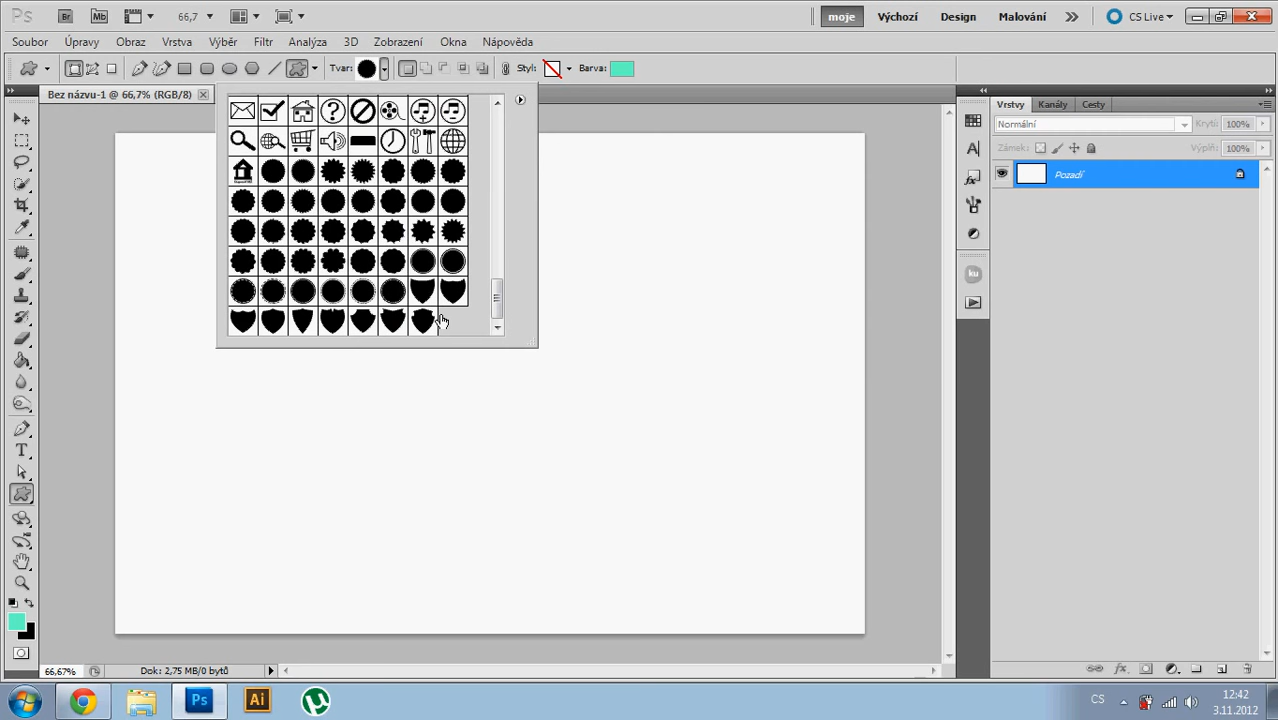 Ps Br Mb 66,7 moje Výchozí Design Malování CS Live
Soubor Úpravy Obraz Vrstva Výběr Filtr Analýza 3D Zobrazení Okna Nápověda
Tvar: Styl: Barva:
Bez názvu-1 @ 66,7% (RGB/8)
Vrstvy Kanály Cesty
Normální Krytí: 100%
Zámek: Výplň: 100%
Pozadí
ku
66,67% Dok: 2,75 MB/0 bytů
Ps Ai CS 12:42
3.11.2012